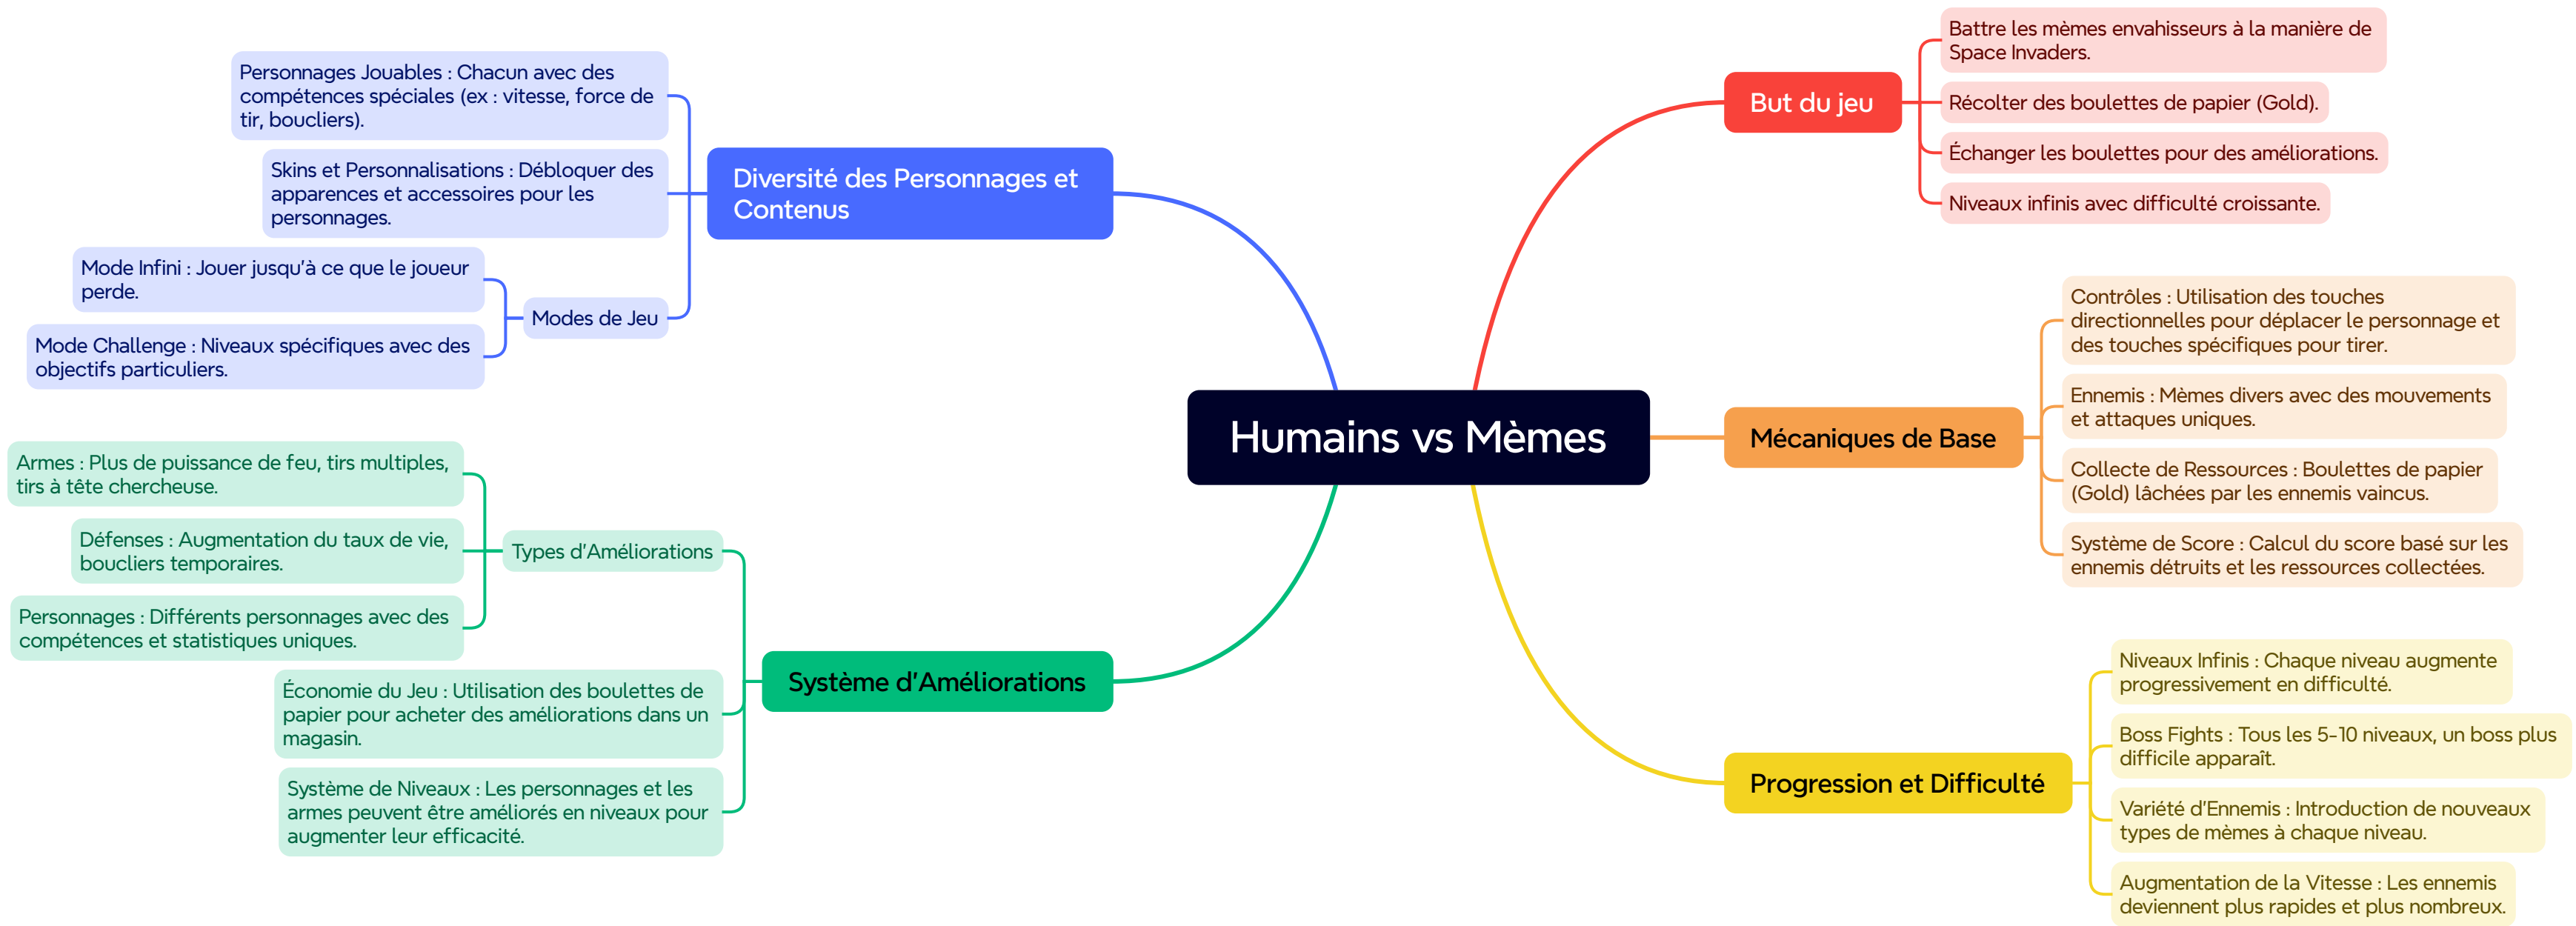 Humains vs Mèmes
But du jeu
Battre les mèmes envahisseurs à la manière de
Space Invaders.
Récolter des boulettes de papier (Gold).
Échanger les boulettes pour des améliorations.
Niveaux infinis avec difficulté croissante.
Mécaniques de Base
Contrôles : Utilisation des touches
directionnelles pour déplacer le personnage et
des touches spécifiques pour tirer.
Ennemis : Mèmes divers avec des mouvements
et attaques uniques.
Collecte de Ressources : Boulettes de papier
(Gold) lâchées par les ennemis vaincus.
Système de Score : Calcul du score basé sur les
ennemis détruits et les ressources collectées.
Progression et Difficulté
Niveaux Infinis : Chaque niveau augmente
progressivement en difficulté.
Boss Fights : Tous les 5-10 niveaux, un boss plus
difficile apparaît.
Variété d'Ennemis : Introduction de nouveaux
types de mèmes à chaque niveau.
Augmentation de la Vitesse : Les ennemis
deviennent plus rapides et plus nombreux.
Diversité des Personnages et
Contenus
Personnages Jouables : Chacun avec des
compétences spéciales (ex : vitesse, force de
tir, boucliers).
Skins et Personnalisations : Débloquer des
apparences et accessoires pour les
personnages.
Modes de Jeu
Mode Infini : Jouer jusqu'à ce que le joueur
perde.
Mode Challenge : Niveaux spécifiques avec des
objectifs particuliers.
Système d'Améliorations
Types d'Améliorations
Armes : Plus de puissance de feu, tirs multiples,
tirs à tête chercheuse.
Défenses : Augmentation du taux de vie,
boucliers temporaires.
Personnages : Différents personnages avec des
compétences et statistiques uniques.
Économie du Jeu : Utilisation des boulettes de
papier pour acheter des améliorations dans un
magasin.
Système de Niveaux : Les personnages et les
armes peuvent être améliorés en niveaux pour
augmenter leur efficacité.